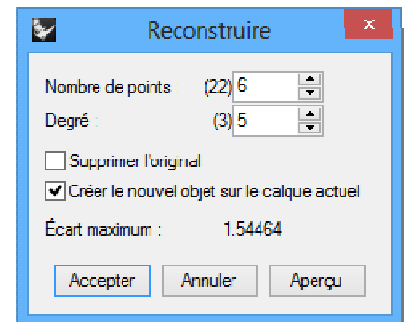 Reconstruire
Nombre de points (22) 6
Degré : (3) 5
Supprimer l'original
Créer le nouvel objet sur le calque actuel
Écart maximum : 1.54464
Accepter Annuler Aperçu